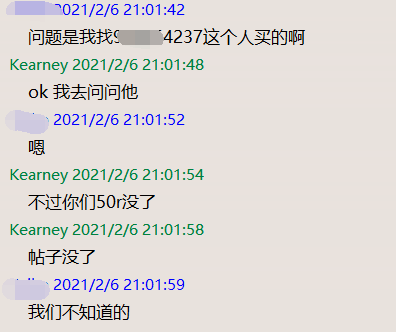 2021/2/6 21:01:42
问题是我找9 4237这个人买的啊
Kearney 2021/2/6 21:01:48
ok 我去问问他
2021/2/6 21:01:52
嗯
Kearney 2021/2/6 21:01:54
不过你们50r没了
Kearney 2021/2/6 21:01:58
帖子没了
2021/2/6 21:01:59
我们不知道的